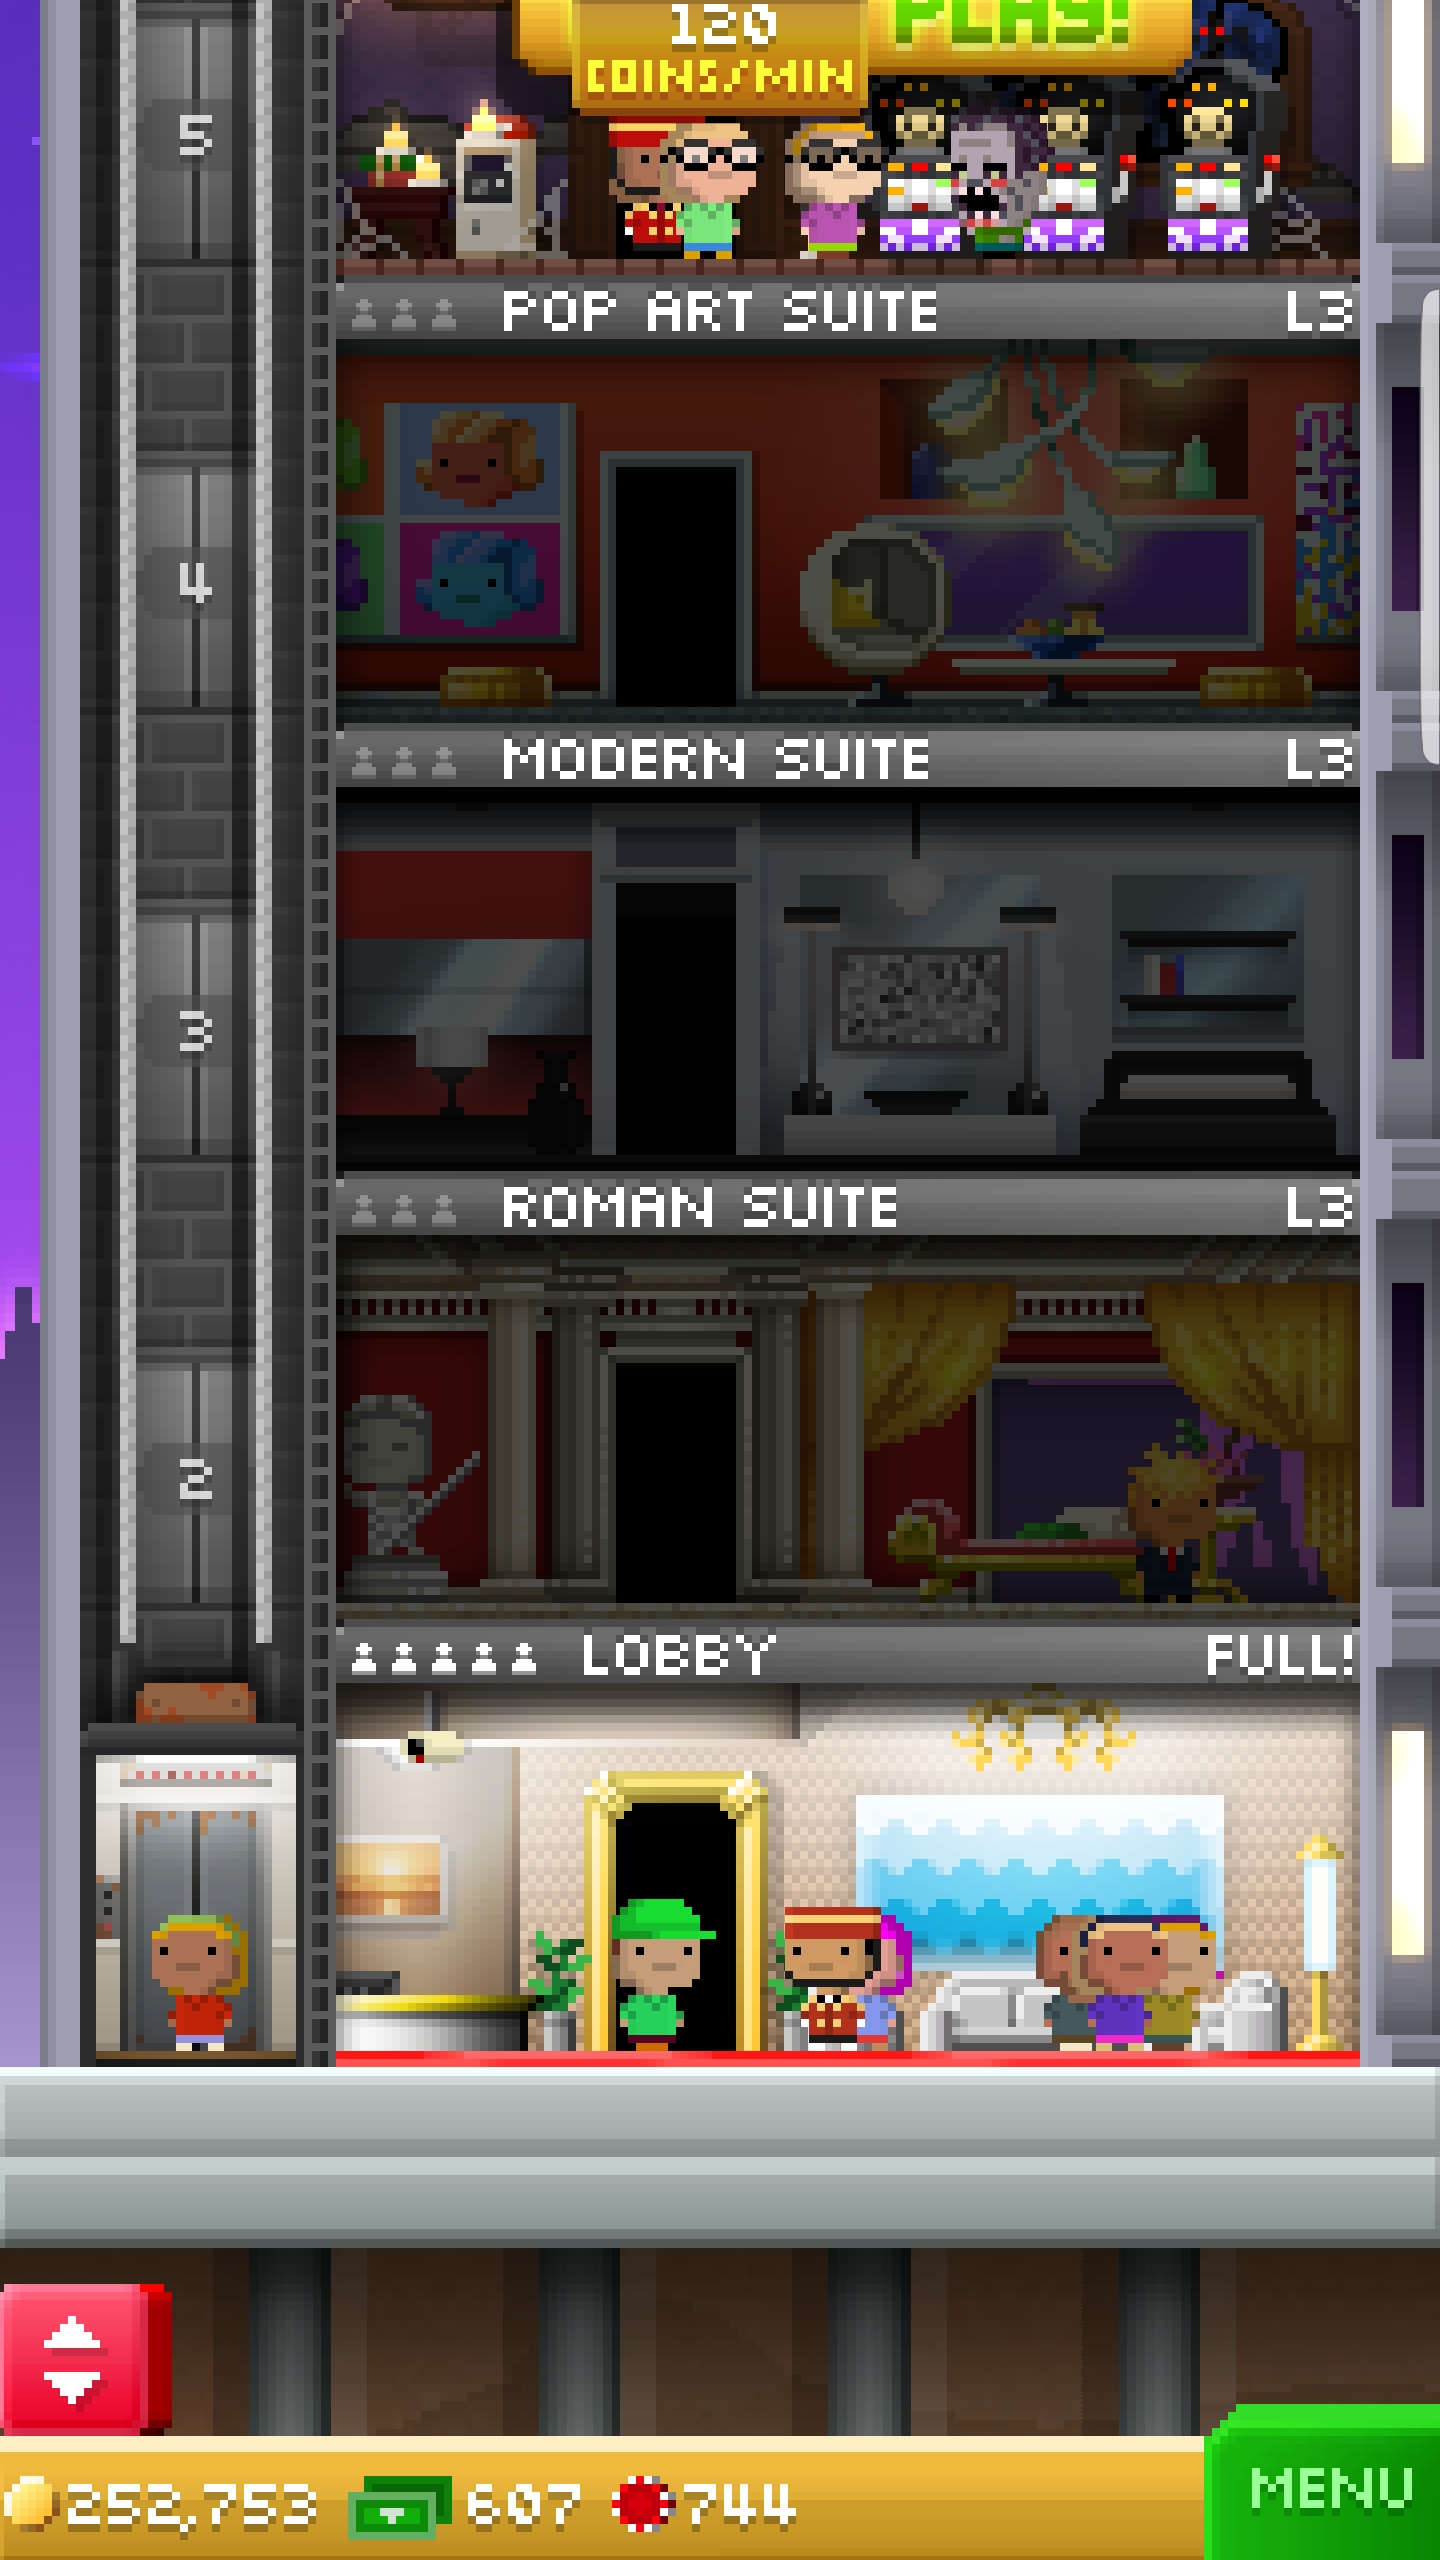 120
COINS/MIN
PLAY!
5
POP ART SUITE L3
4
MODERN SUITE L3
3
ROMAN SUITE L3
2
LOBBY FULL!
252,753 607 744
MENU